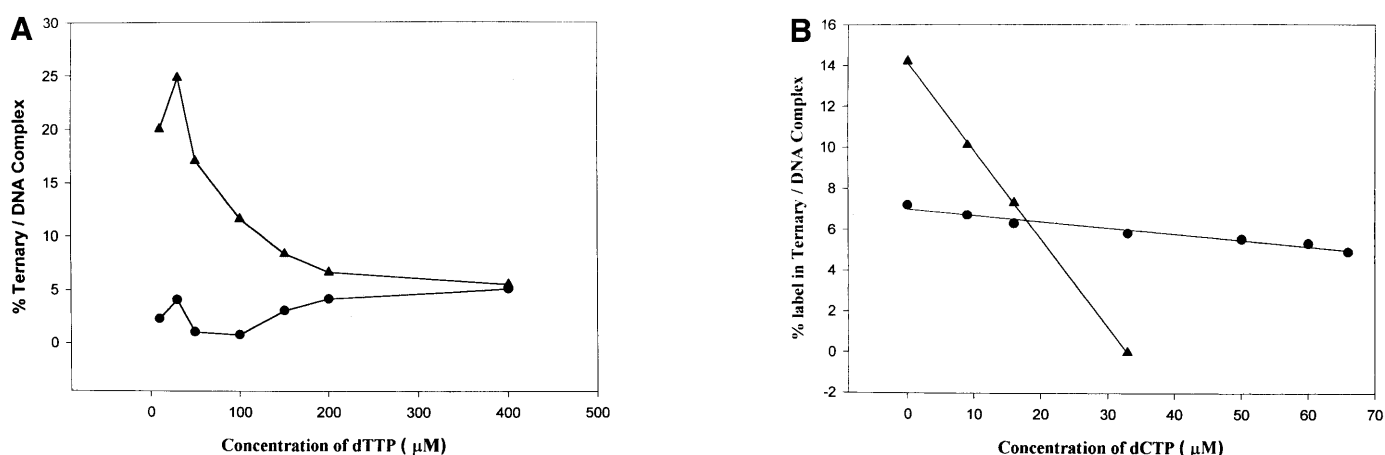 A
% Ternary / DNA Complex
30
25
20
15
10
5
0
0 100 200 300 400 500
Concentration of dTTP ( μM)
B
% label in Ternary / DNA Complex
16
14
12
10
8
6
4
2
0
-2
0 10 20 30 40 50 60 70
Concentration of dCTP ( μM)